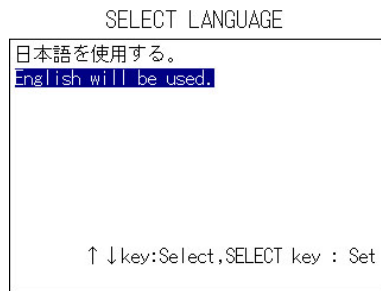 SELECT LANGUAGE
日本語を使用する。
English will be used.
↑↓key:Select,SELECT key : Set